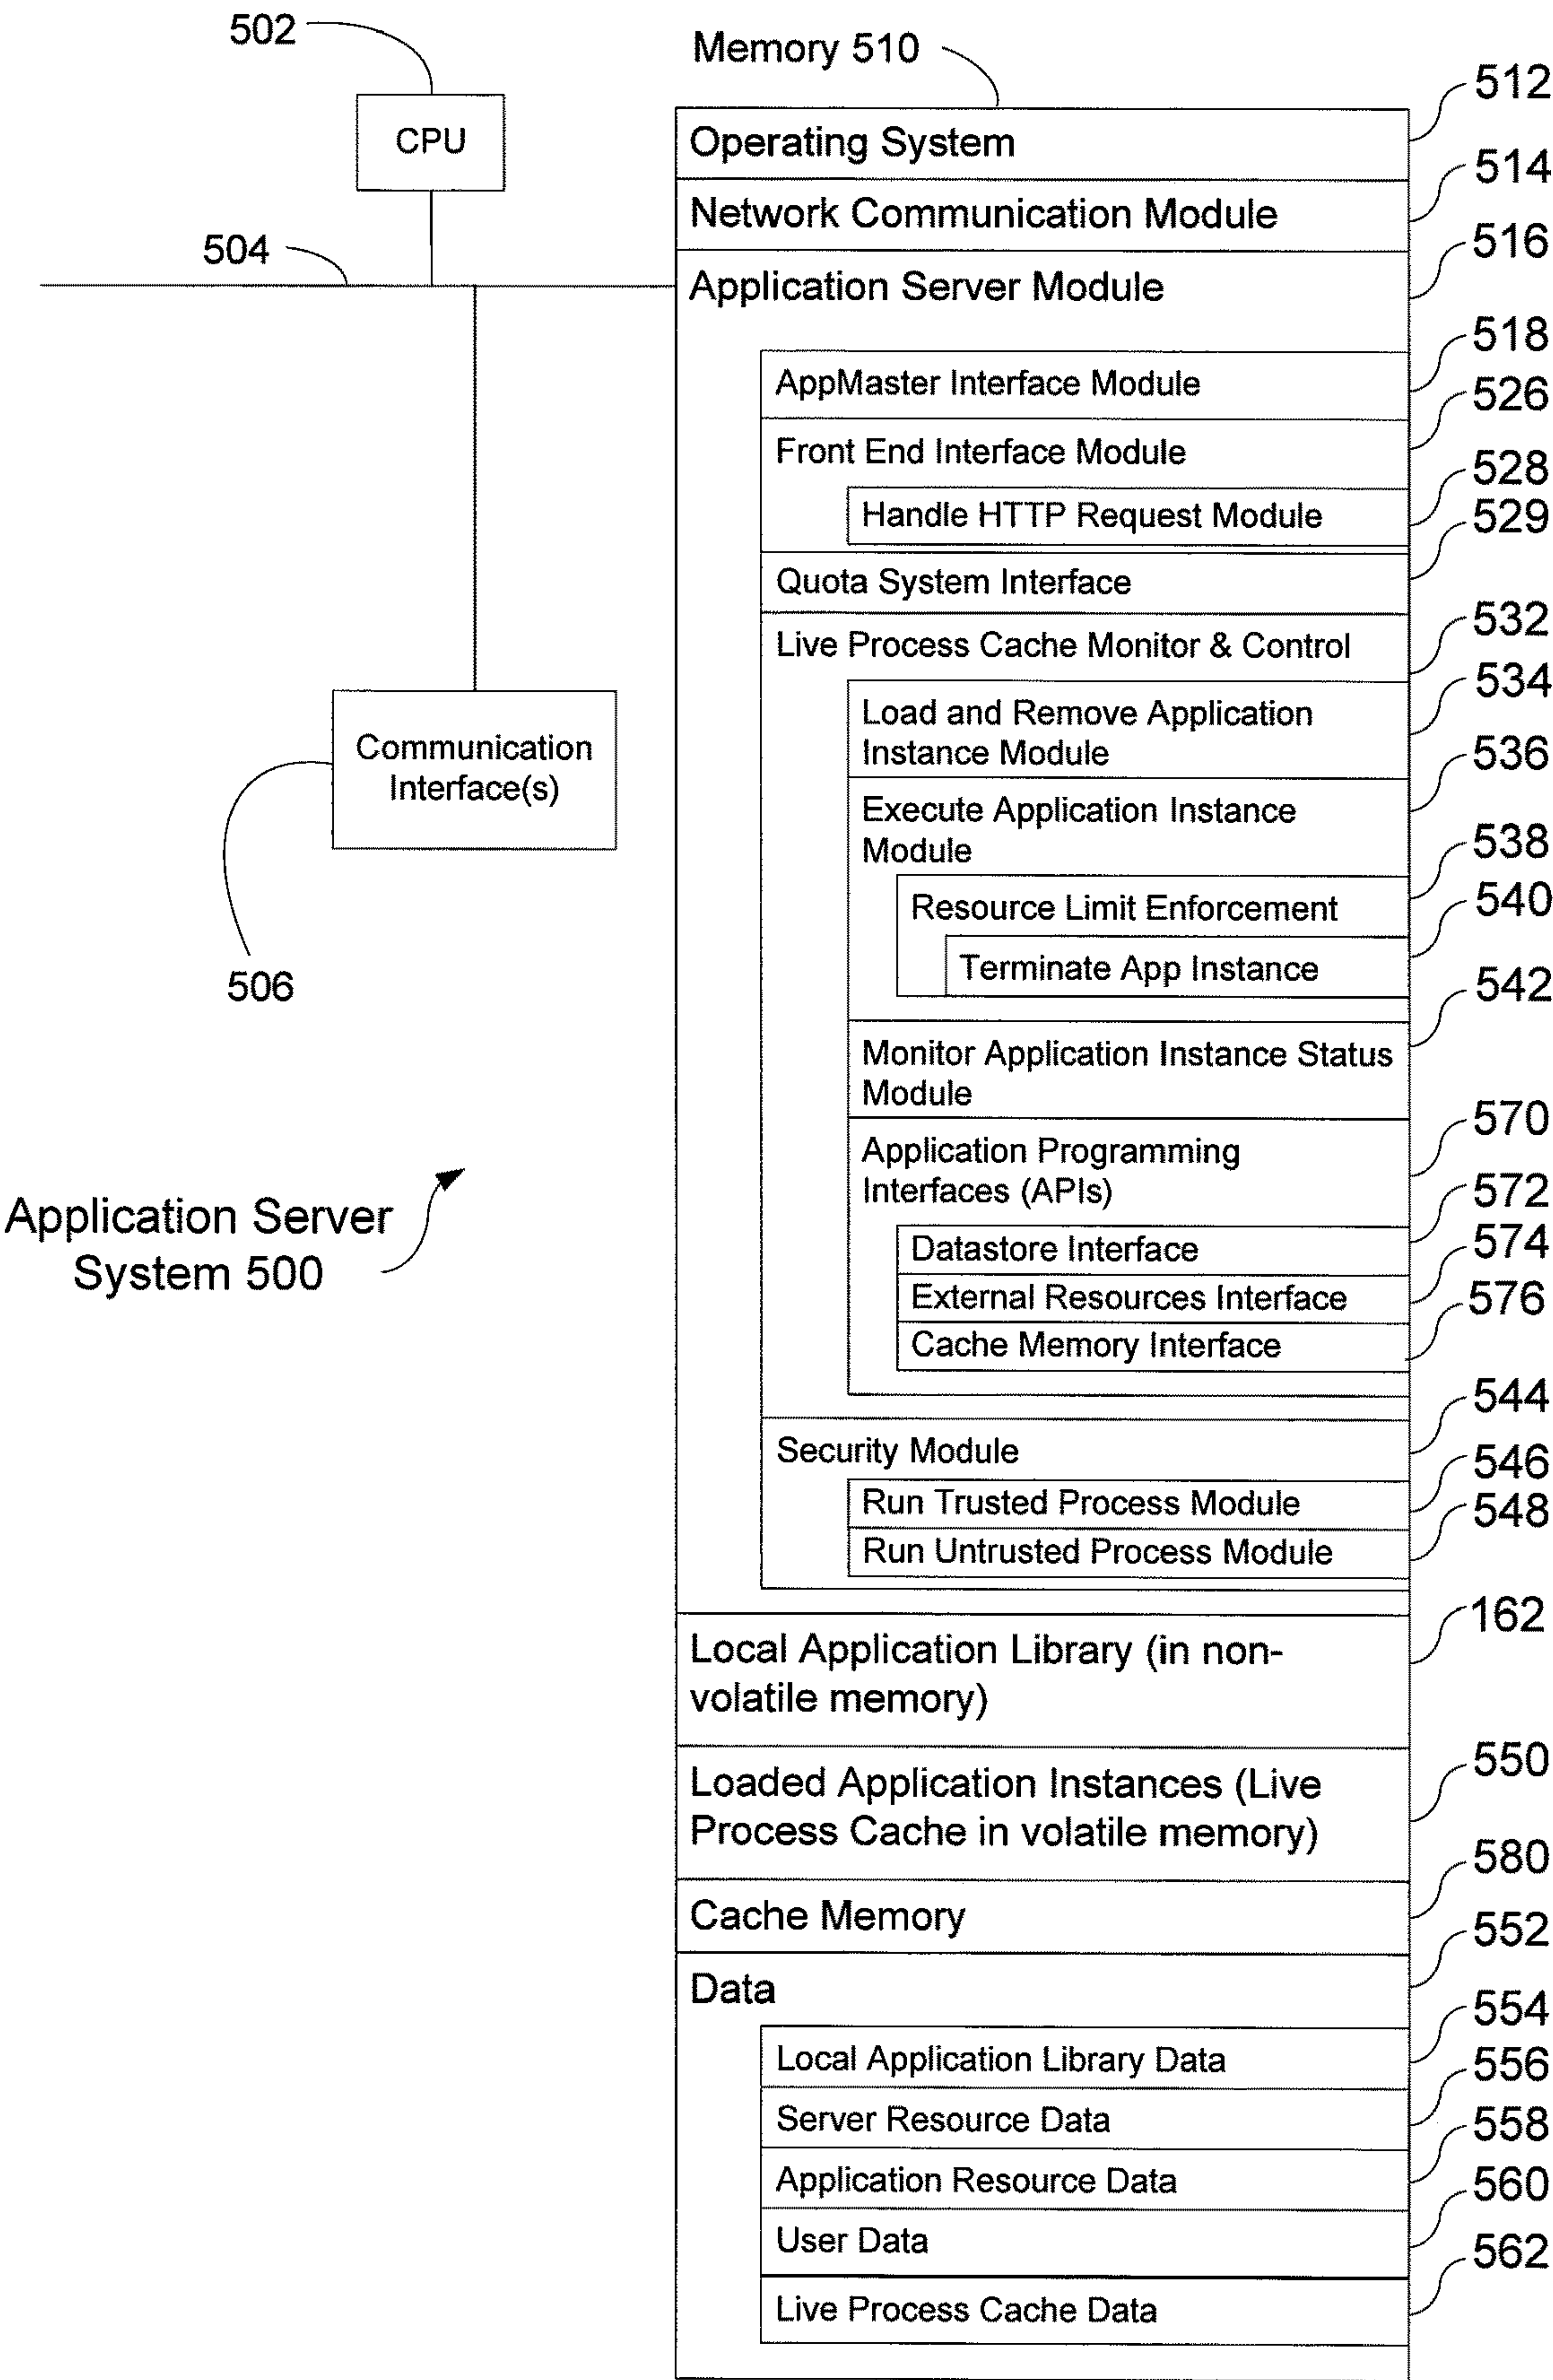 502
Memory 510
512
CPU
Operating System
514
Network Communication Module
504
516
Application Server Module
518
AppMaster Interface Module
526
Front End Interface Module
528
Handle HTTP Request Module
529
Quota System Interface
532
Live Process Cache Monitor & Control
534
Load and Remove Application
Instance Module
536
Communication
Interface(s)
Execute Application Instance
Module
538
Resource Limit Enforcement
540
Terminate App Instance
506
542
Monitor Application Instance Status
Module
570
Application Programming
Interfaces (APIs)
572
Application Server
System 500
Datastore Interface
574
External Resources Interface
576
Cache Memory Interface
544
Security Module
546
Run Trusted Process Module
548
Run Untrusted Process Module
162
Local Application Library (in non-
volatile memory)
550
Loaded Application Instances (Live
Process Cache in volatile memory)
580
Cache Memory
552
Data
554
Local Application Library Data
556
Server Resource Data
558
Application Resource Data
560
User Data
562
Live Process Cache Data